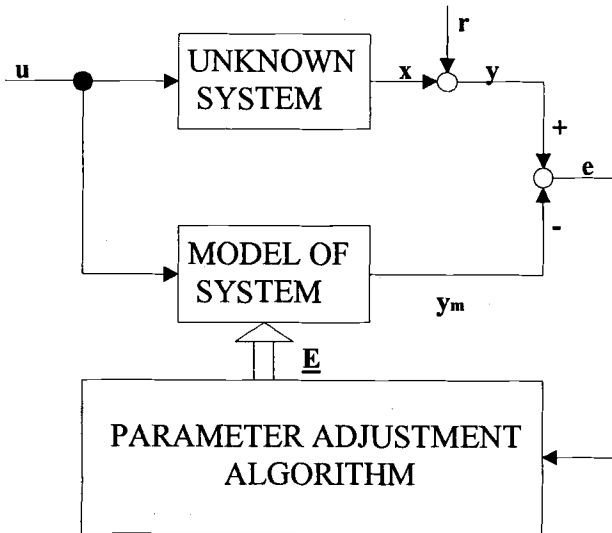 r
u
UNKNOWN
SYSTEM
x
y
+
e
-
MODEL OF
SYSTEM
ym
E
PARAMETER ADJUSTMENT
ALGORITHM